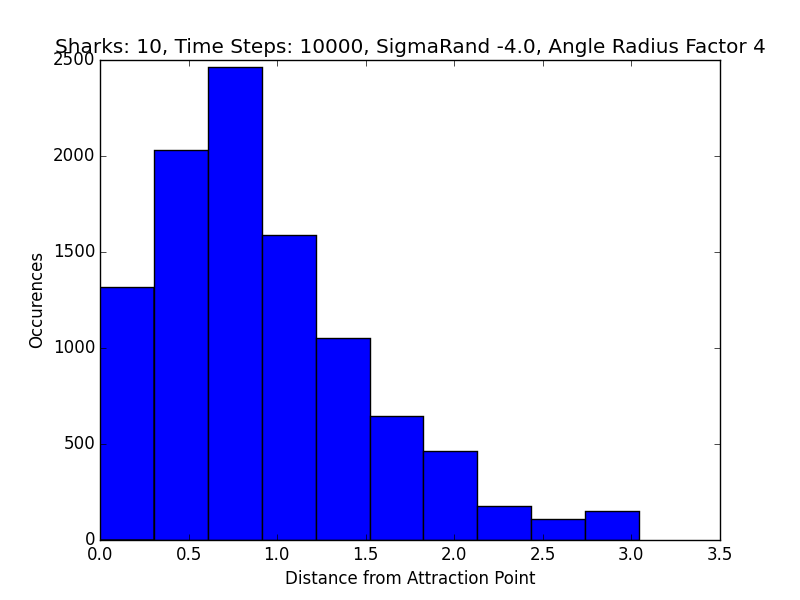 Sharks: 10, Time Steps: 10000, SigmaRand -4.0, Angle Radius Factor 4
2500
2000
1500
1000
500
0
Occurences
0.0 0.5 1.0 1.5 2.0 2.5 3.0 3.5
Distance from Attraction Point